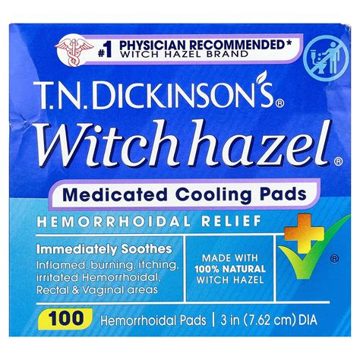 #1 PHYSICIAN RECOMMENDED*
WITCH HAZEL BRAND
T.N. DICKINSON'S®
Witch hazel®
Medicated Cooling Pads
HEMORRHOIDAL RELIEF
Immediately Soothes
Inflamed, burning, itching,
irritated Hemorrhoidal,
Rectal & Vaginal areas
MADE WITH
100% NATURAL
WITCH HAZEL
®
100 Hemorrhoidal Pads | 3 in (7.62 cm) DIA